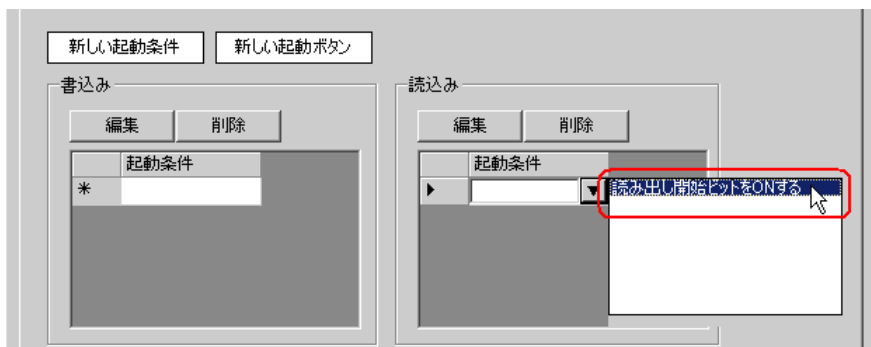 新しい起動条件 新しい起動ボタン
書込み
編集 削除
起動条件
*
読込み
編集 削除
起動条件
読み出し開始ビットをONする